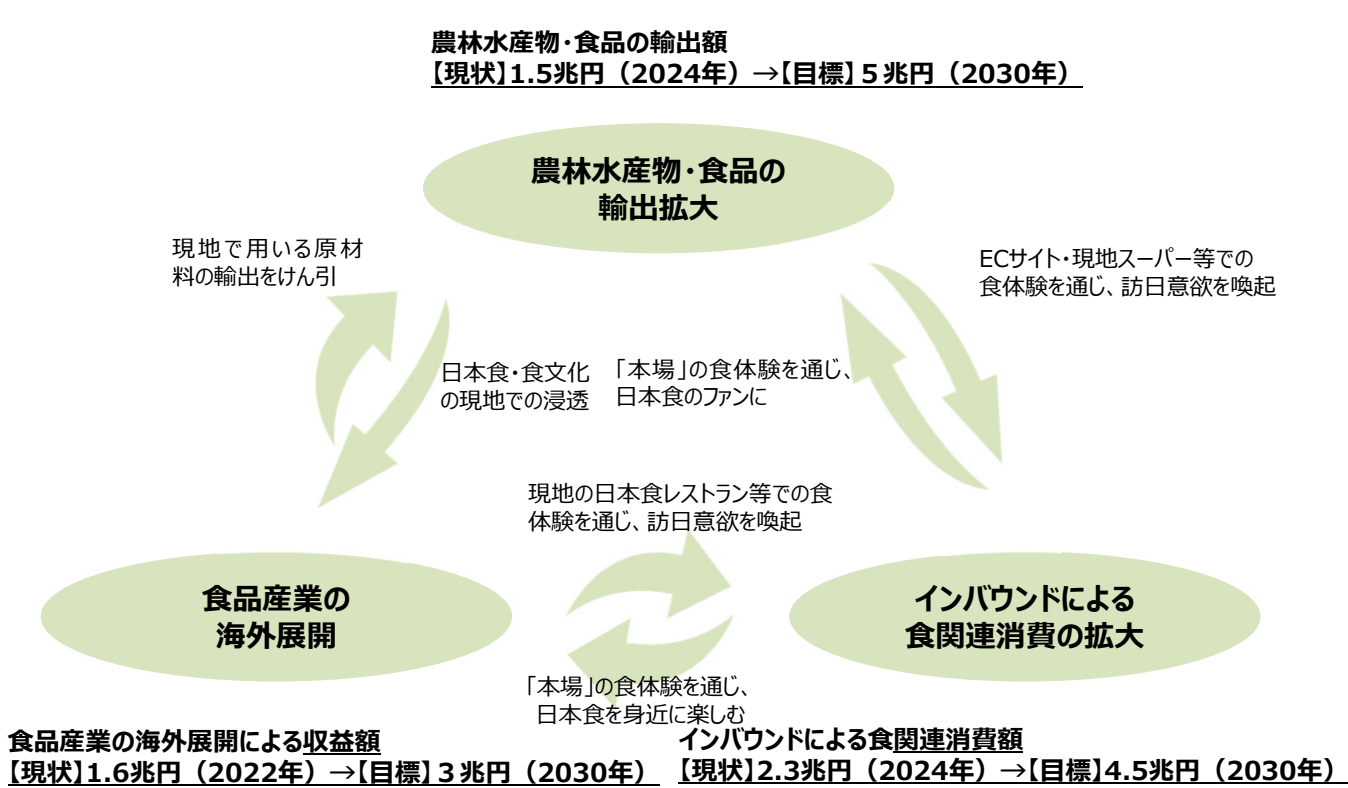 農林水産物・食品の輸出額
【現状】1.5兆円（2024年）→【目標】５兆円（2030年）
農林水産物・食品の
輸出拡大
現地で用いる原材
料の輸出をけん引
ECサイト・現地スーパー等での
食体験を通じ、訪日意欲を喚起
日本食・食文化
の現地での浸透
「本場」の食体験を通じ、
日本食のファンに
現地の日本食レストラン等での食
体験を通じ、訪日意欲を喚起
食品産業の
海外展開
インバウンドによる
食関連消費の拡大
「本場」の食体験を通じ、
日本食を身近に楽しむ
食品産業の海外展開による収益額
【現状】1.6兆円（2022年）→【目標】３兆円（2030年）
インバウンドによる食関連消費額
【現状】2.3兆円（2024年）→【目標】4.5兆円（2030年）